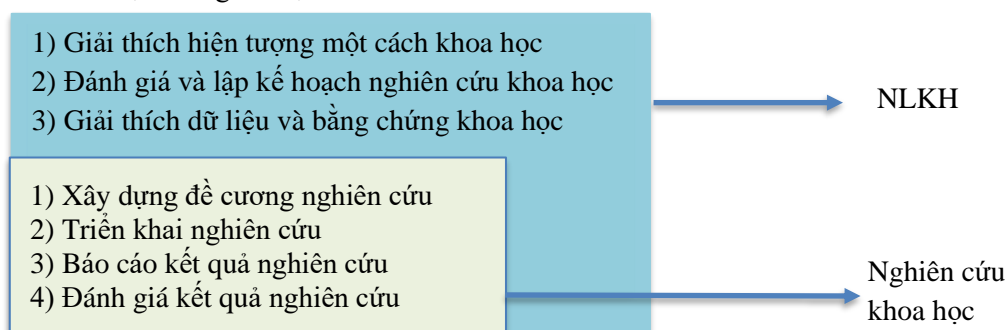 1) Giải thích hiện tượng một cách khoa học
2) Đánh giá và lập kế hoạch nghiên cứu khoa học
3) Giải thích dữ liệu và bằng chứng khoa học
NLKH
1) Xây dựng đề cương nghiên cứu
2) Triển khai nghiên cứu
3) Báo cáo kết quả nghiên cứu
4) Đánh giá kết quả nghiên cứu
Nghiên cứu
khoa học